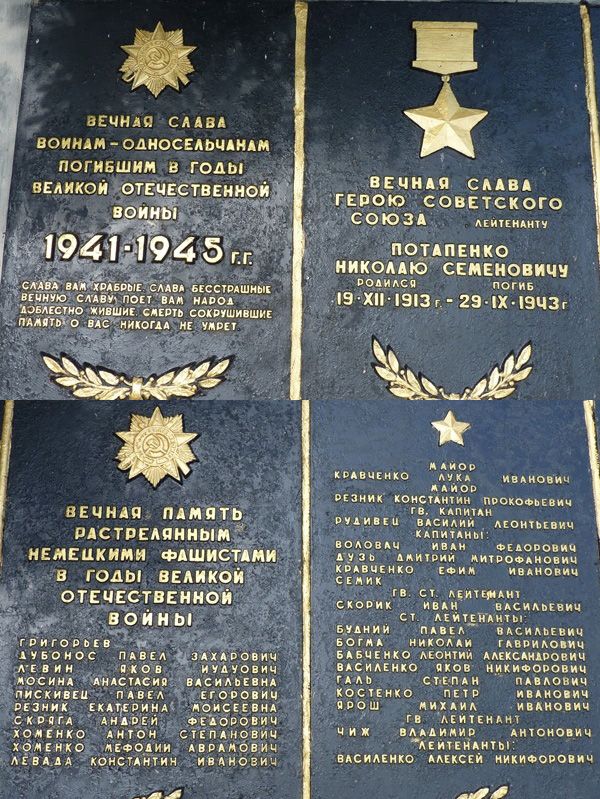 ВЕЧНАЯ СЛАВА
ВОИНАМ-ОДНОСЕЛЬЧАНАМ
ПОГИБШИМ В ГОДЫ
ВЕЛИКОЙ ОТЕЧЕСТВЕННОЙ
ВОЙНЫ
1941-1945 г.г.
СЛАВА ВАМ ХРАБРЫЕ, СЛАВА БЕССТРАШНЫЕ
ВЕЧНУЮ СЛАВУ ПОЕТ ВАМ НАРОД
ДОБЛЕСТНО ЖИВШИЕ, СМЕРТЬ СОКРУШИВШИЕ
ПАМЯТЬ О ВАС НИКОГДА НЕ УМРЕТ
ВЕЧНАЯ СЛАВА
ГЕРОЮ СОВЕТСКОГО
СОЮЗА ЛЕЙТЕНАНТУ
ПОТАПЕНКО
НИКОЛАЮ СЕМЕНОВИЧУ
РОДИЛСЯ ПОГИБ
19·XII·1913 г. - 29·IX·1943 г
ВЕЧНАЯ ПАМЯТЬ
РАСТРЕЛЯННЫМ
НЕМЕЦКИМИ ФАШИСТАМИ
В ГОДЫ ВЕЛИКОЙ
ОТЕЧЕСТВЕННОЙ
ВОЙНЫ
ГРИГОРЬЕВ
ДУБОНОС ПАВЕЛ ЗАХАРОВИЧ
ЛЕВИН ЯКОВ ИУДУОВИЧ
МОСИНА АНАСТАСИЯ ВАСИЛЬЕВНА
ПИСКИВЕЦ ПАВЕЛ ЕГОРОВИЧ
РЕЗНИК ЕКАТЕРИНА МОИСЕЕВНА
СКРЯГА АНДРЕЙ ФЕДОРОВИЧ
ХОМЕНКО АНТОН СТЕПАНОВИЧ
ХОМЕНКО МЕФОДИИ АВРАМОВИЧ
ЛЕВАДА КОНСТАНТИН ИВАНОВИЧ
МАЙОР
КРАВЧЕНКО ЛУКА ИВАНОВИЧ
МАЙОР
РЕЗНИК КОНСТАНТИН ПРОКОФЬЕВИЧ
ГВ. КАПИТАН
РУДИВЕЦ ВАСИЛИЙ ЛЕОНТЬЕВИЧ
КАПИТАНЫ:
ВОЛОВАЧ ИВАН ФЕДОРОВИЧ
ДУЗЬ ДМИТРИЙ МИТРОФАНОВИЧ
КРАВЧЕНКО ЕФИМ ИВАНОВИЧ
СЕМИК
ГВ. СТ. ЛЕЙТЕНАНТ
СКОРИК ИВАН ВАСИЛЬЕВИЧ
СТ. ЛЕЙТЕНАНТЫ:
БУДНИЙ ПАВЕЛ ВАСИЛЬЕВИЧ
БОГМА НИКОЛАЙ ГАВРИЛОВИЧ
БАБЧЕНКО ЛЕОНТИЙ АЛЕКСАНДРОВИЧ
ВАСИЛЕНКО ЯКОВ НИКИФОРОВИЧ
ГАЛЬ СТЕПАН ПАВЛОВИЧ
КОСТЕНКО ПЕТР ИВАНОВИЧ
ЯРОШ МИХАИЛ ИВАНОВИЧ
ГВ. ЛЕЙТЕНАНТ
ЧИЖ ВЛАДИМИР АНТОНОВИЧ
ЛЕЙТЕНАНТЫ:
ВАСИЛЕНКО АЛЕКСЕЙ НИКИФОРОВИЧ